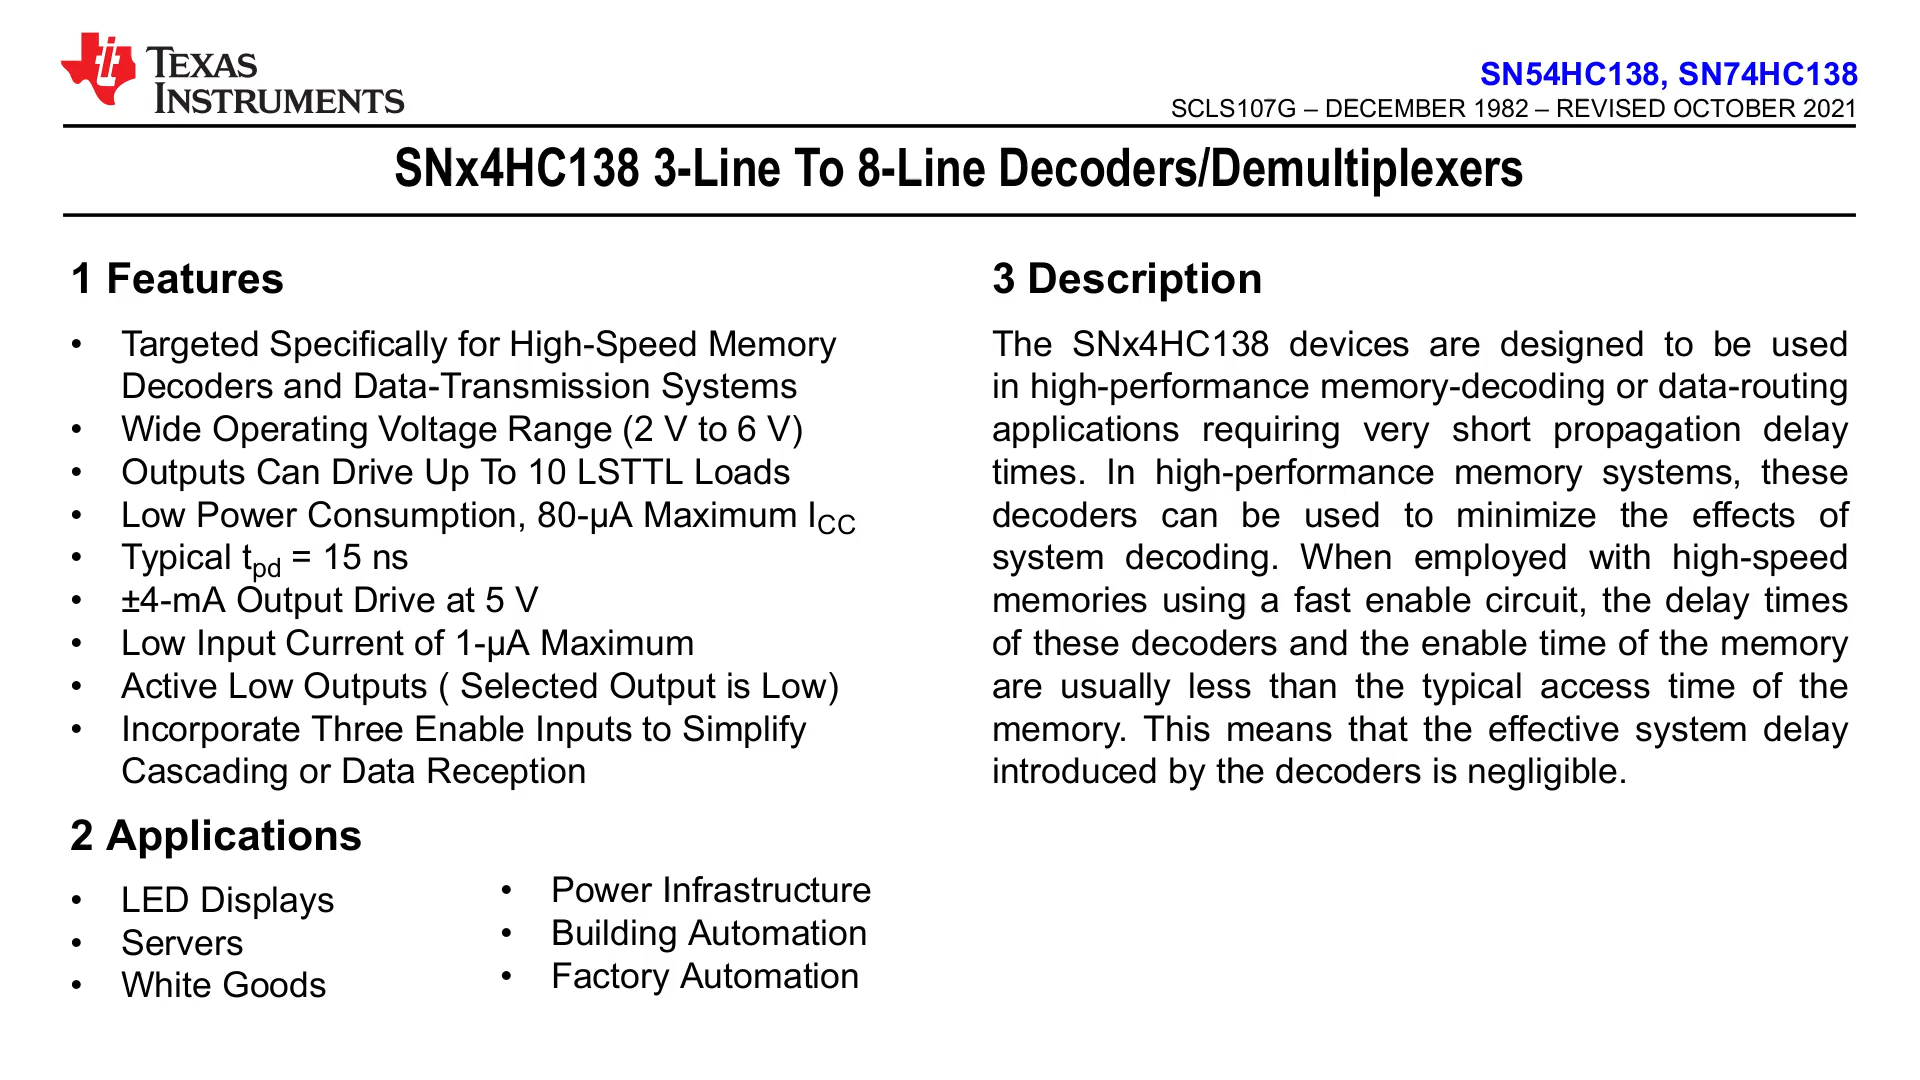 TEXAS
INSTRUMENTS
SN54HC138, SN74HC138
SCLS107G – DECEMBER 1982 – REVISED OCTOBER 2021
SNx4HC138 3-Line To 8-Line Decoders/Demultiplexers
1 Features
• Targeted Specifically for High-Speed Memory
Decoders and Data-Transmission Systems
• Wide Operating Voltage Range (2 V to 6 V)
• Outputs Can Drive Up To 10 LSTTL Loads
• Low Power Consumption, 80-µA Maximum ICC
• Typical tpd = 15 ns
• ±4-mA Output Drive at 5 V
• Low Input Current of 1-µA Maximum
• Active Low Outputs ( Selected Output is Low)
• Incorporate Three Enable Inputs to Simplify
Cascading or Data Reception
2 Applications
• LED Displays
• Servers
• White Goods
• Power Infrastructure
• Building Automation
• Factory Automation
3 Description
The SNx4HC138 devices are designed to be used
in high-performance memory-decoding or data-routing
applications requiring very short propagation delay
times. In high-performance memory systems, these
decoders can be used to minimize the effects of
system decoding. When employed with high-speed
memories using a fast enable circuit, the delay times
of these decoders and the enable time of the memory
are usually less than the typical access time of the
memory. This means that the effective system delay
introduced by the decoders is negligible.